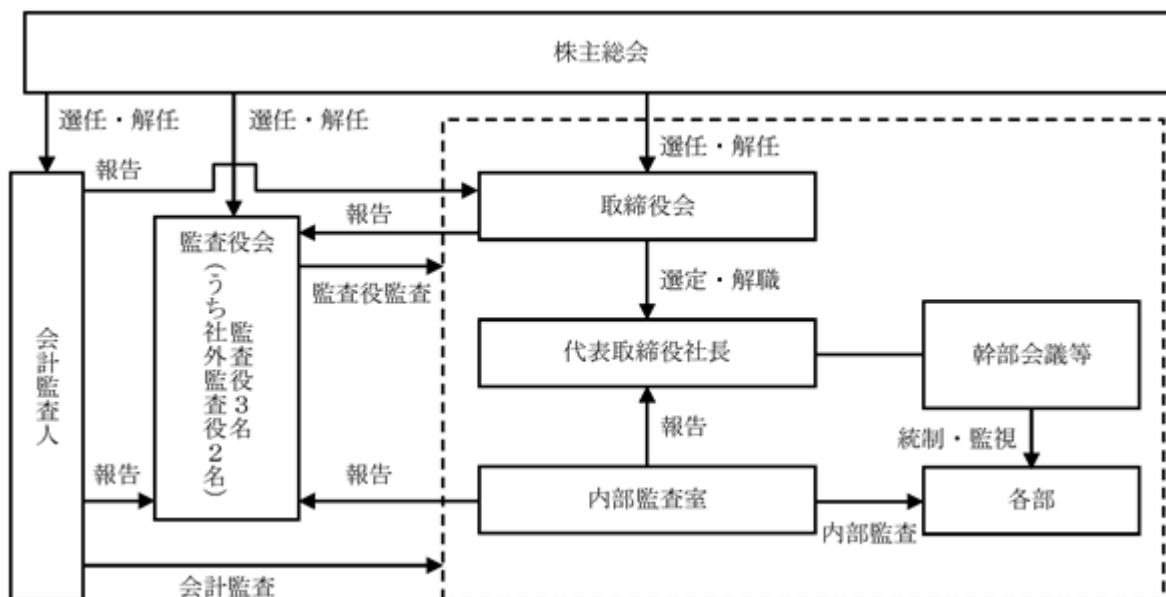 株主総会
選任・解任
選任・解任
選任・解任
報告
取締役会
報告
監査役会
監査役3名
（うち社外監査役2名）
監査役監査
選定・解職
会計監査人
代表取締役社長
幹部会議等
報告
統制・監視
報告
報告
内部監査室
各部
内部監査
会計監査